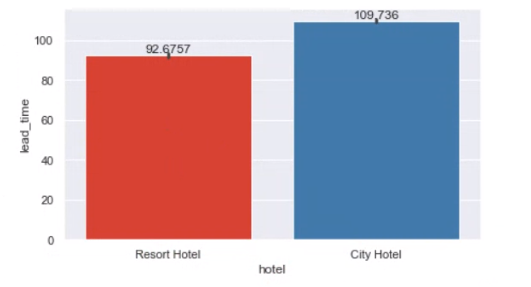 109.736
92.6757
100
80
60
40
20
0
lead_time
Resort Hotel
City Hotel
hotel